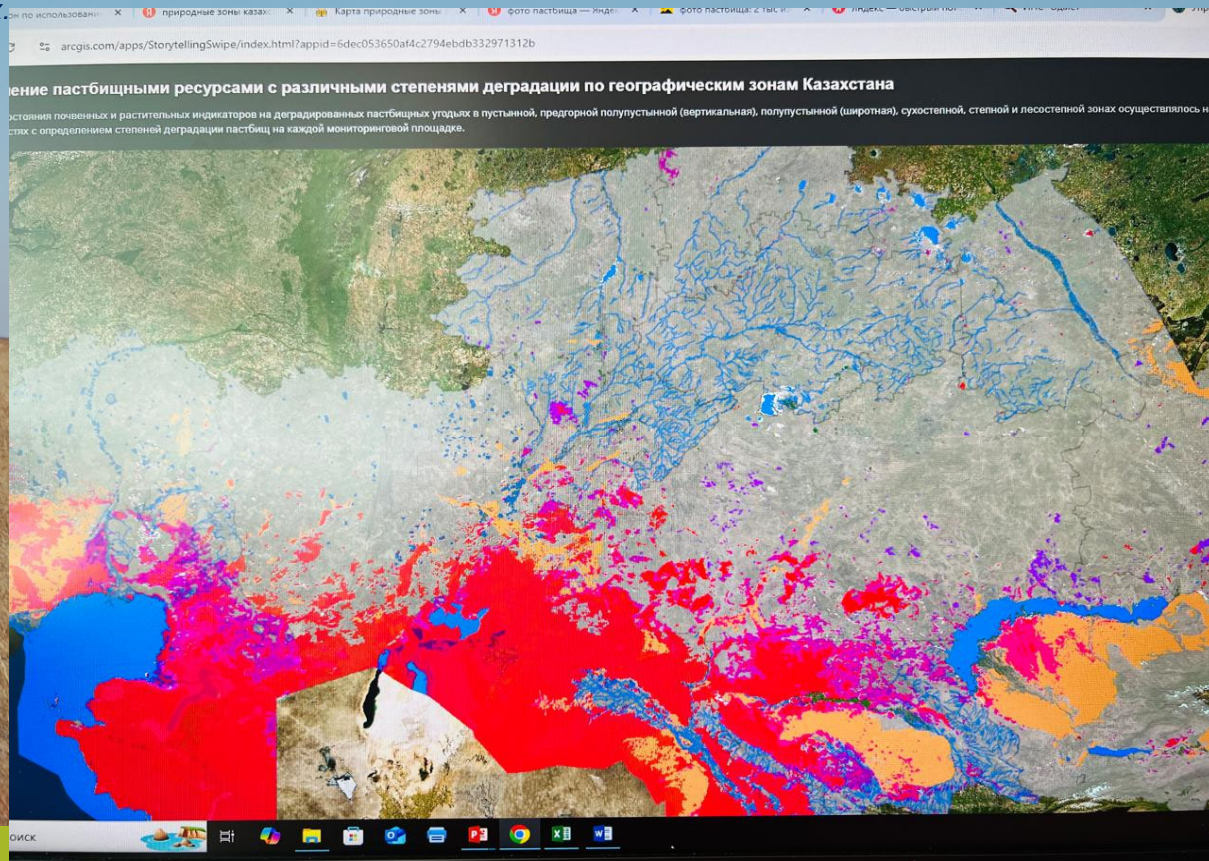 он по использовани
природные зоны казах
Карта природные зоны
фото пастбища — Янде
фото пастбища: 2 тыс и
arcgis.com/apps/StorytellingSwipe/index.html?appid=6dec053650af4c2794ebdb332971312b
ение пастбищными ресурсами с различными степенями деградации по географическим зонам Казахстана
остояния почвенных и растительных индикаторов на деградированных пастбищных угодьях в пустынной, предгорной полупустынной (вертикальная), полупустынной (широтная), сухостепной, степной и лесостепной зонах осуществлялось н
стях с определением степеней деградации пастбищ на каждой мониторинговой площадке.
оиск